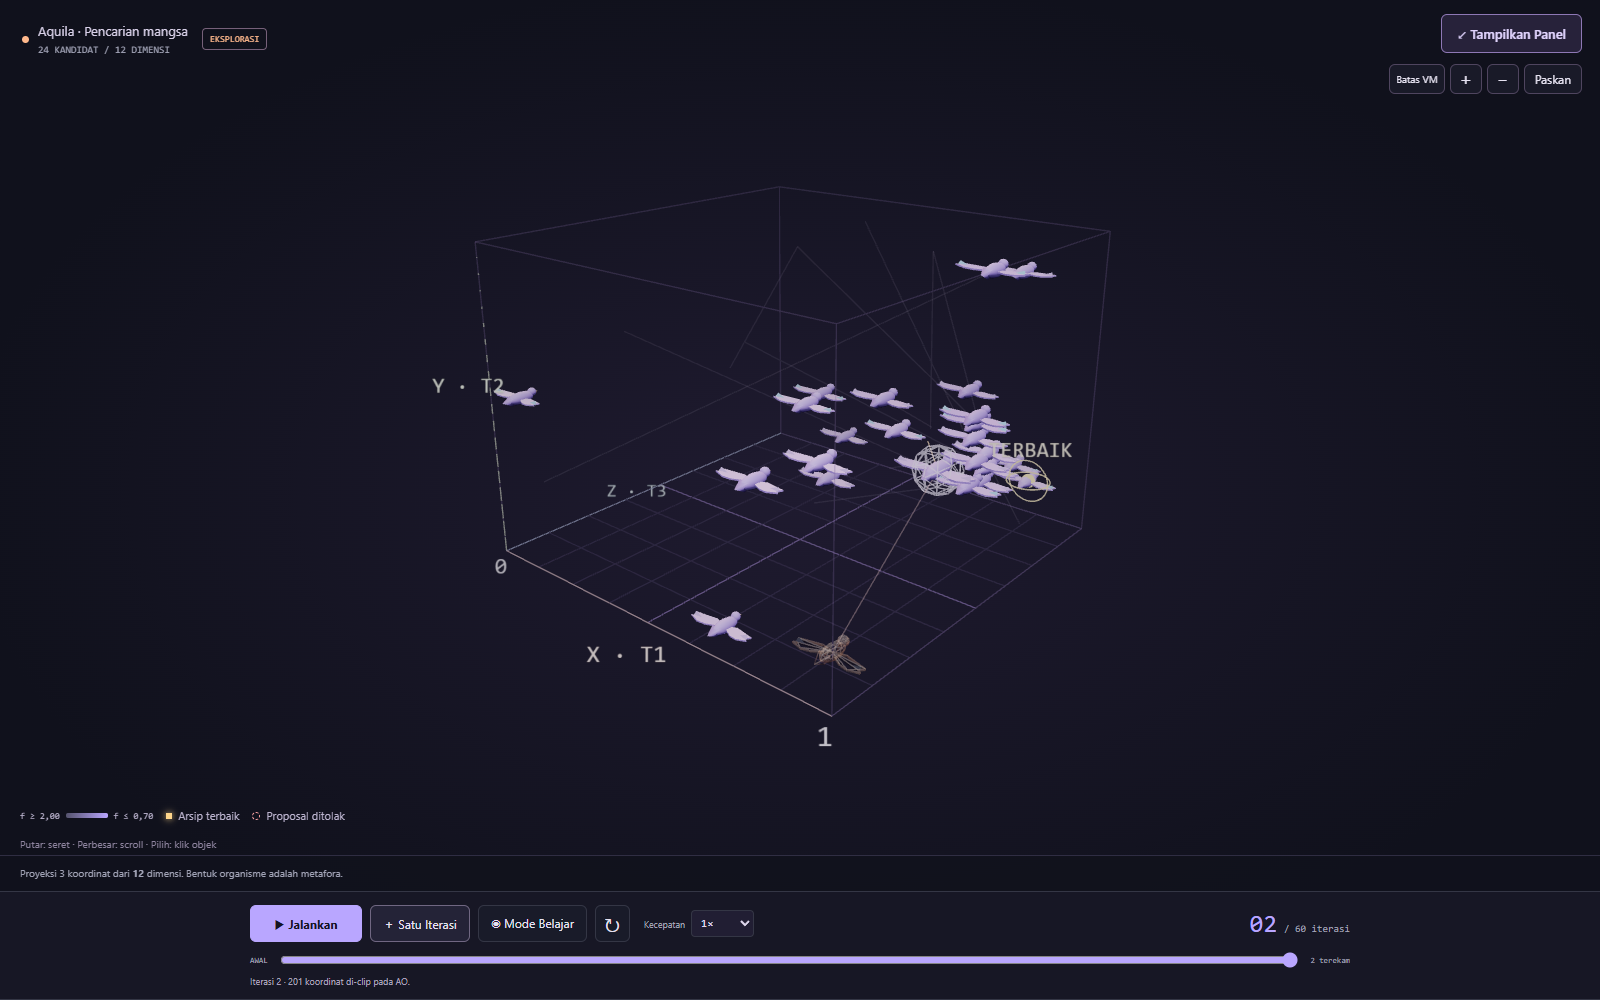 Aquila · Pencarian mangsa
24 KANDIDAT / 12 DIMENSI
EKSPLORASI
↙ Tampilkan Panel
Batas VM
+
−
Paskan
Y · T2
TERBAIK
Z · T3
0
X · T1
1
f ≥ 2,00
f ≤ 0,70
Arsip terbaik
Proposal ditolak
Putar: seret · Perbesar: scroll · Pilih: klik objek
Proyeksi 3 koordinat dari 12 dimensi. Bentuk organisme adalah metafora.
▶ Jalankan
+ Satu Iterasi
◉ Mode Belajar
↻
Kecepatan
1×
02 / 60 iterasi
AWAL
2 terekam
Iterasi 2 · 201 koordinat di-clip pada AO.